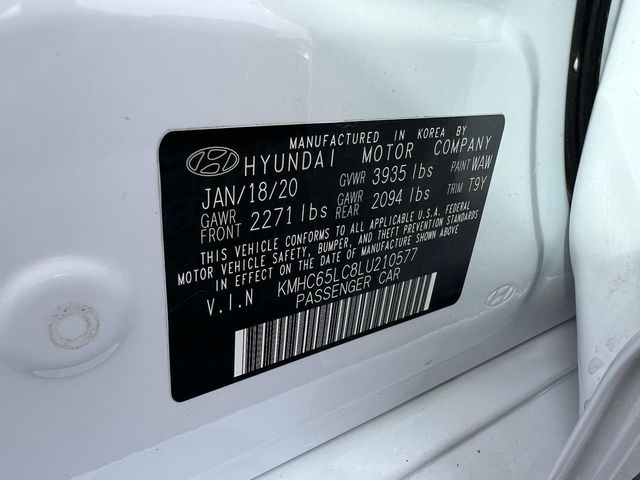 MANUFACTURED IN KOREA BY
HYUNDAI MOTOR COMPANY
JAN/18/20 GVWR 3935 lbs PAINT WAW
GAWR FRONT 2271 lbs GAWR REAR 2094 lbs TRIM T9Y
THIS VEHICLE CONFORMS TO ALL APPLICABLE U.S.A. FEDERAL
MOTOR VEHICLE SAFETY, BUMPER, AND THEFT PREVENTION STANDARDS
IN EFFECT ON THE DATE OF MANUFACTURE SHOWN ABOVE.
V.I.N KMHC65LC8LU210577
PASSENGER CAR